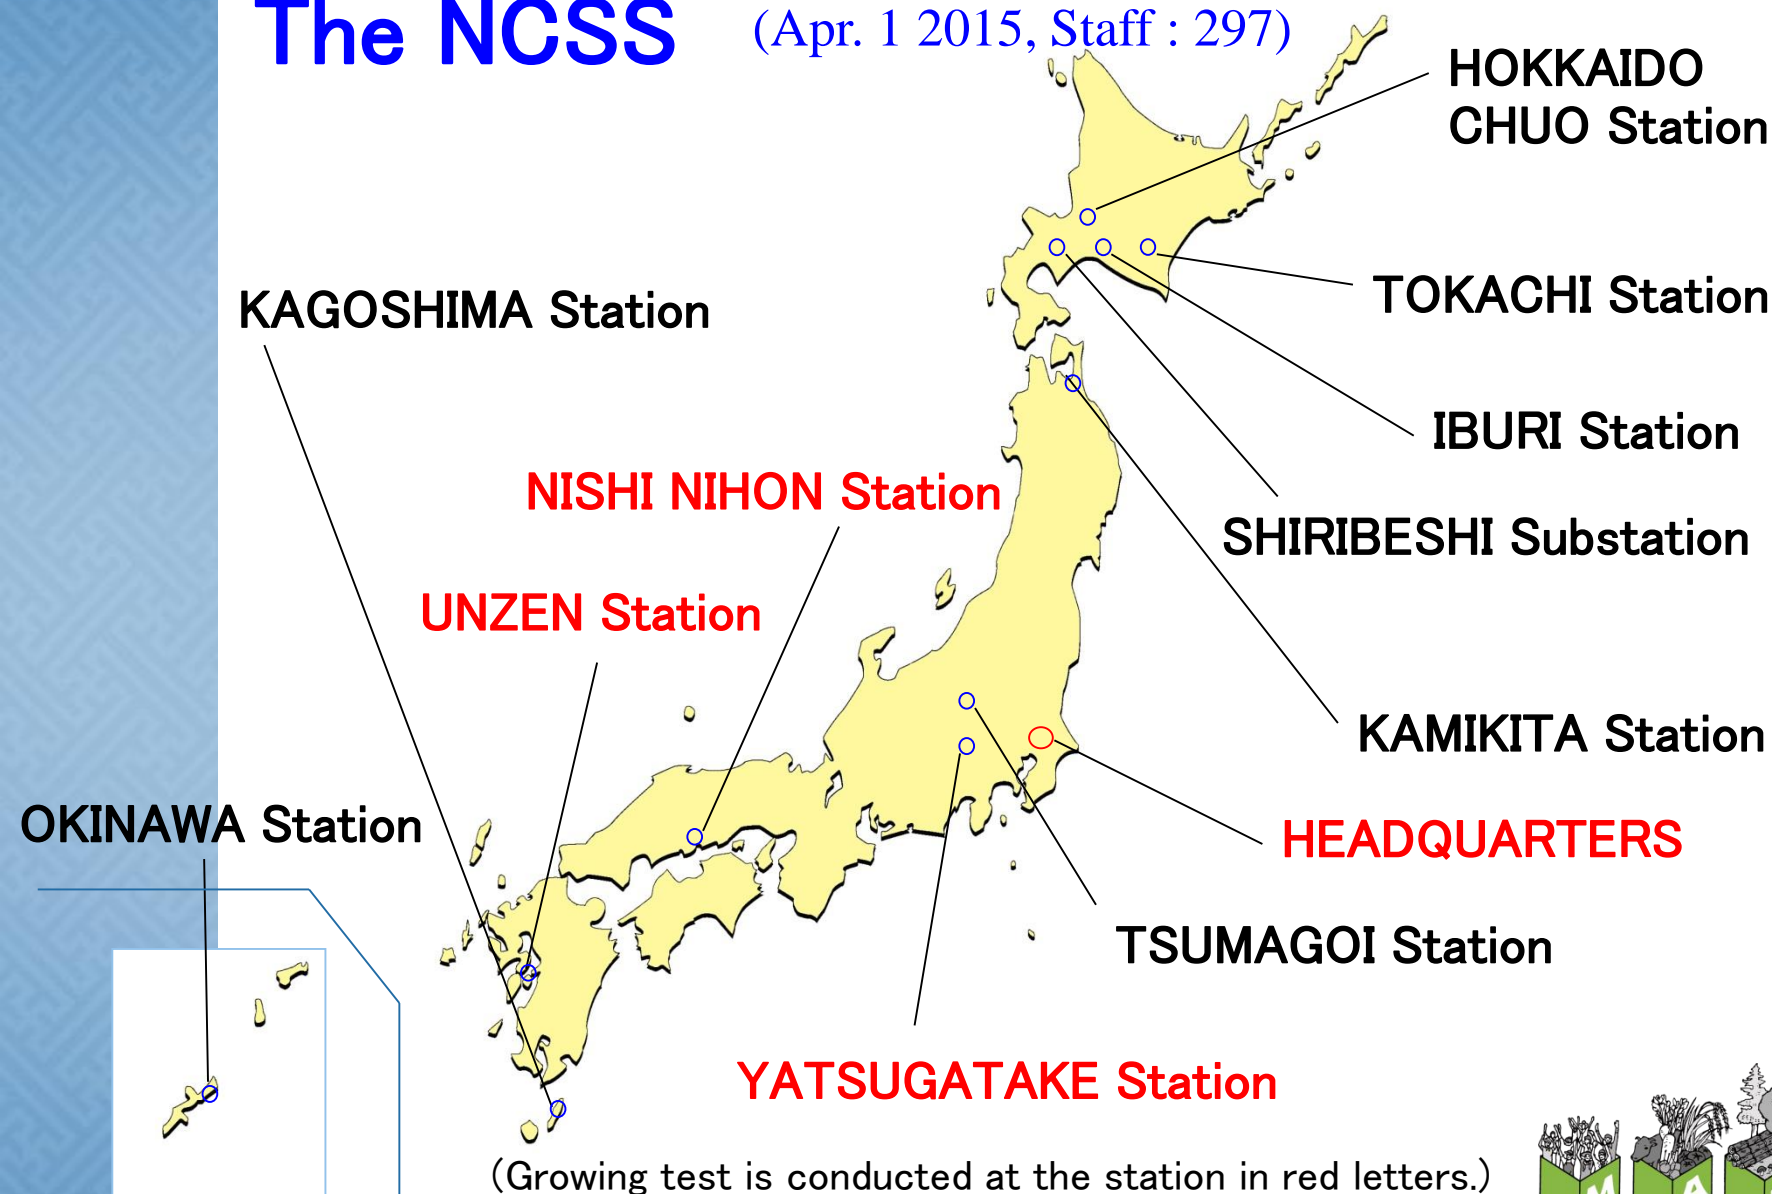 The NCSS (Apr. 1 2015, Staff : 297)
HOKKAIDO
CHUO Station
KAGOSHIMA Station
TOKACHI Station
IBURI Station
NISHI NIHON Station
SHIRIBESHI Substation
UNZEN Station
KAMIKITA Station
OKINAWA Station
HEADQUARTERS
TSUMAGOI Station
YATSUGATAKE Station
(Growing test is conducted at the station in red letters.)
M A